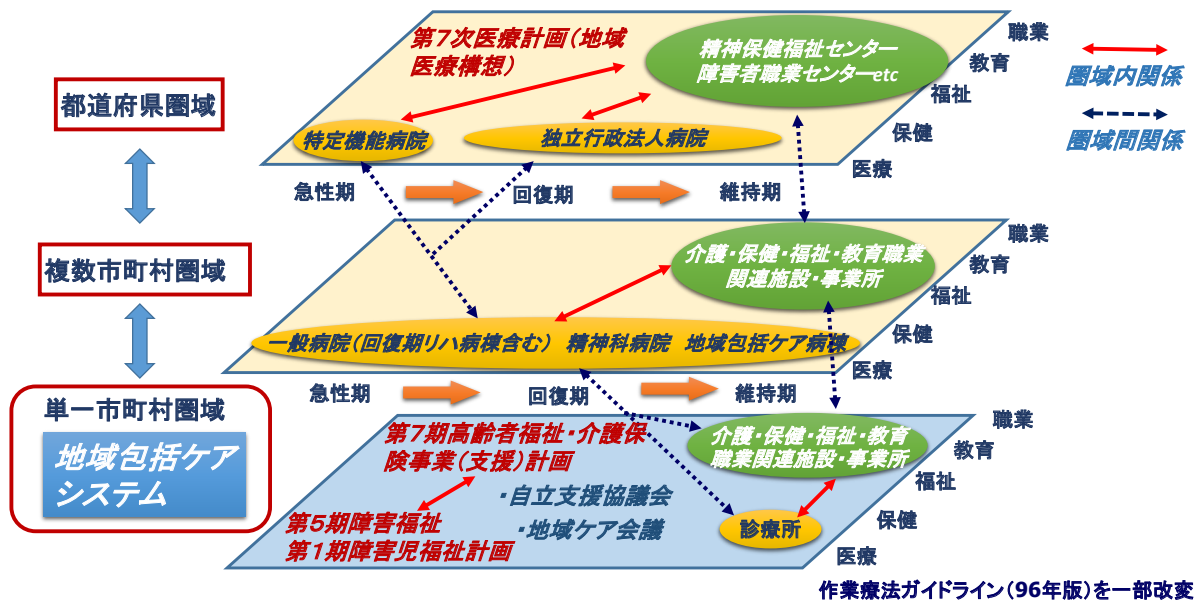 都道府県圏域
複数市町村圏域
単一市町村圏域
地域包括ケア
システム
第７次医療計画（地域
医療構想）
精神保健福祉センター
障害者職業センターetc
特定機能病院
独立行政法人病院
職業
教育
福祉
保健
医療
急性期
回復期
維持期
介護・保健・福祉・教育職業
関連施設・事業所
一般病院（回復期リハ病棟含む）　精神科病院　地域包括ケア病棟
職業
教育
福祉
保健
医療
急性期
回復期
維持期
第７期高齢者福祉・介護保
険事業（支援）計画
・自立支援協議会
・地域ケア会議
第５期障害福祉
第１期障害児福祉計画
介護・保健・福祉・教育
職業関連施設・事業所
診療所
職業
教育
福祉
保健
医療
圏域内関係
圏域間関係
作業療法ガイドライン（96年版）を一部改変